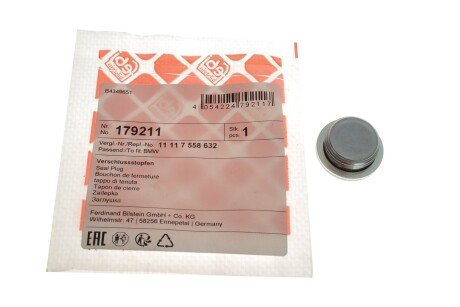 febi
bilstein
B4349651
4 054224 792117
Nr.
No. 179211
Stk.
pcs. 1
Vergl.-Nr./Repl.-No. 11 11 7 558 632
Passend/To fit: BMW
Verschlussstopfen
Seal Plug
Bouchon de fermeture
tappo di tenuta
Tapón de cierre
Zaślepka
Заглушка
Ferdinand Bilstein GmbH + Co. KG
Wilhelmstr. 47 | 58256 Ennepetal | Germany
EAC